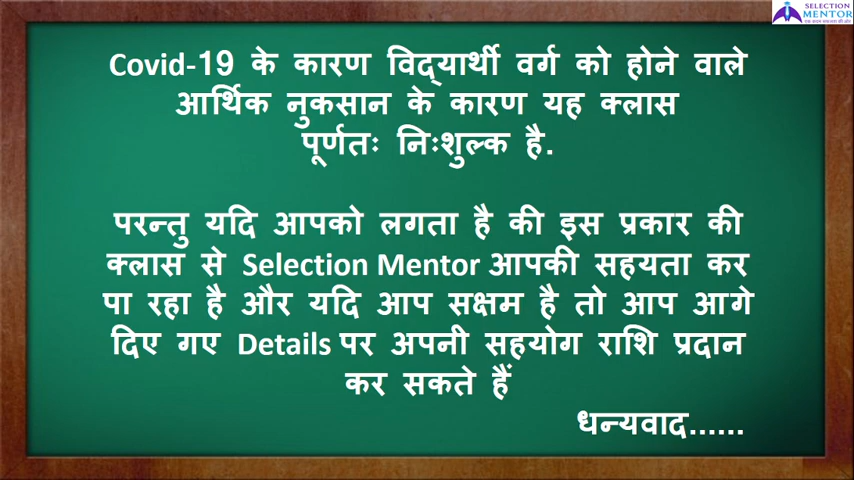 SELECTION
MENTOR
Covid-19 के कारण विद्यार्थी वर्ग को होने वाले
आर्थिक नुकसान के कारण यह क्लास
पूर्णतः निःशुल्क है.
परन्तु यदि आपको लगता है की इस प्रकार की
क्लास से Selection Mentor आपकी सहयता कर
पा रहा है और यदि आप सक्षम है तो आप आगे
दिए गए Details पर अपनी सहयोग राशि प्रदान
कर सकते हैं
धन्यवाद......